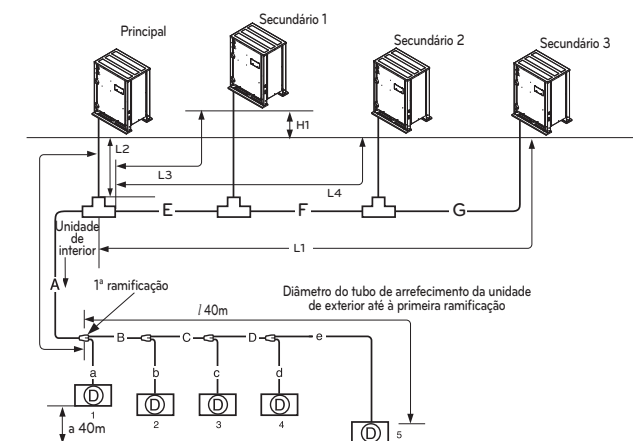 Principal
Secundário 1
Secundário 2
Secundário 3
H1
L2
L3
L4
E
F
G
Unidade
de
interior
L1
A
1ª ramificação
Diâmetro do tubo de arrefecimento da unidade
de exterior até à primeira ramificação
l 40m
B
C
D
e
a
b
c
d
D
D
D
D
1
2
3
4
a 40m
D
5